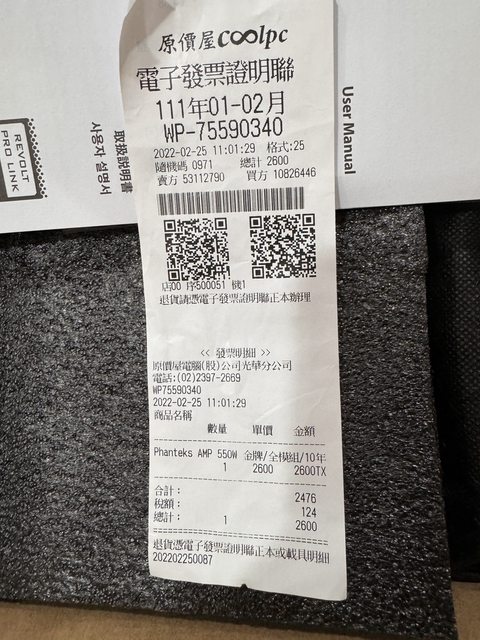 原價屋coolpc
電子發票證明聯
111年01-02月
WP-75590340
2022-02-25 11:01:29 格式:25
隨機碼 0971 總計 2600
賣方 53112790 買方 10826446
店00 序500051 機1
退貨請憑電子發票證明聯正本辦理
<< 發票明細 >>
原價屋電腦(股)公司光華分公司
電話:(02)2397-2669
WP75590340
2022-02-25 11:01:29
商品名稱
數量 單價 金額
Phanteks AMP 550W 金牌/全模組/10年
1 2600 2600TX
合計: 2476
稅額: 124
總計: 1 2600
退貨憑電子發票證明聯正本或載具明細
202202250087
User Manual
取扱説明書
사용자 설명서
REVOLT
PRO LINK